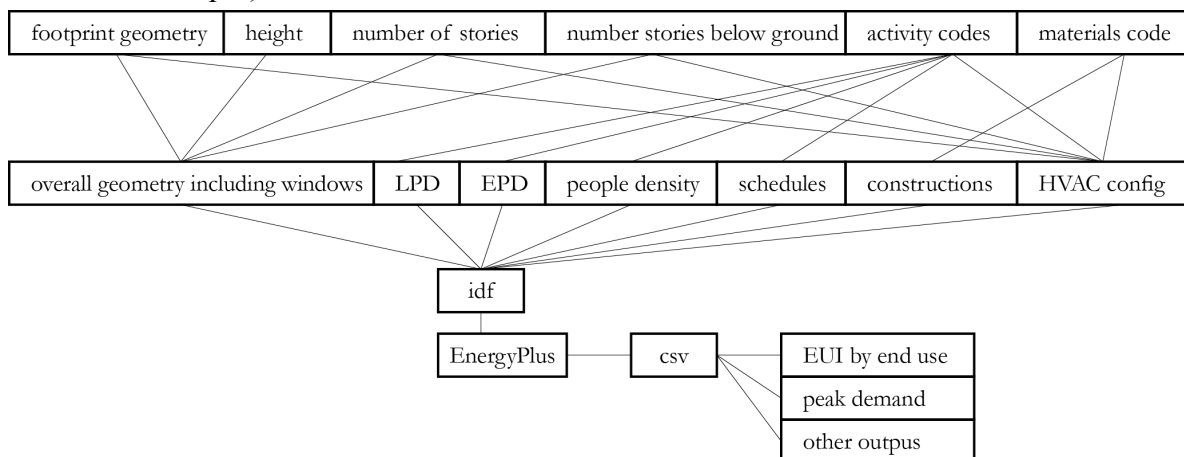 footprint geometry height number of stories number stories below ground activity codes materials code
overall geometry including windows LPD EPD people density schedules constructions HVAC config
idf
EnergyPlus csv EUI by end use
peak demand
other outpus